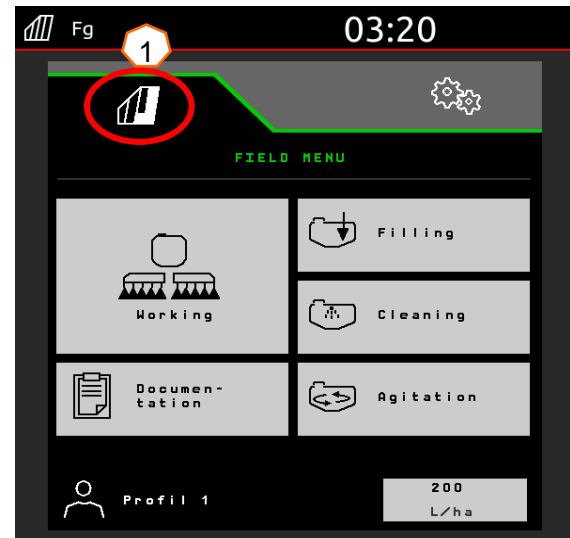 Fg
03:20
1
FIELD MENU
Working
Filling
Cleaning
Documen-
tation
Agitation
Profil 1
200
L/ha